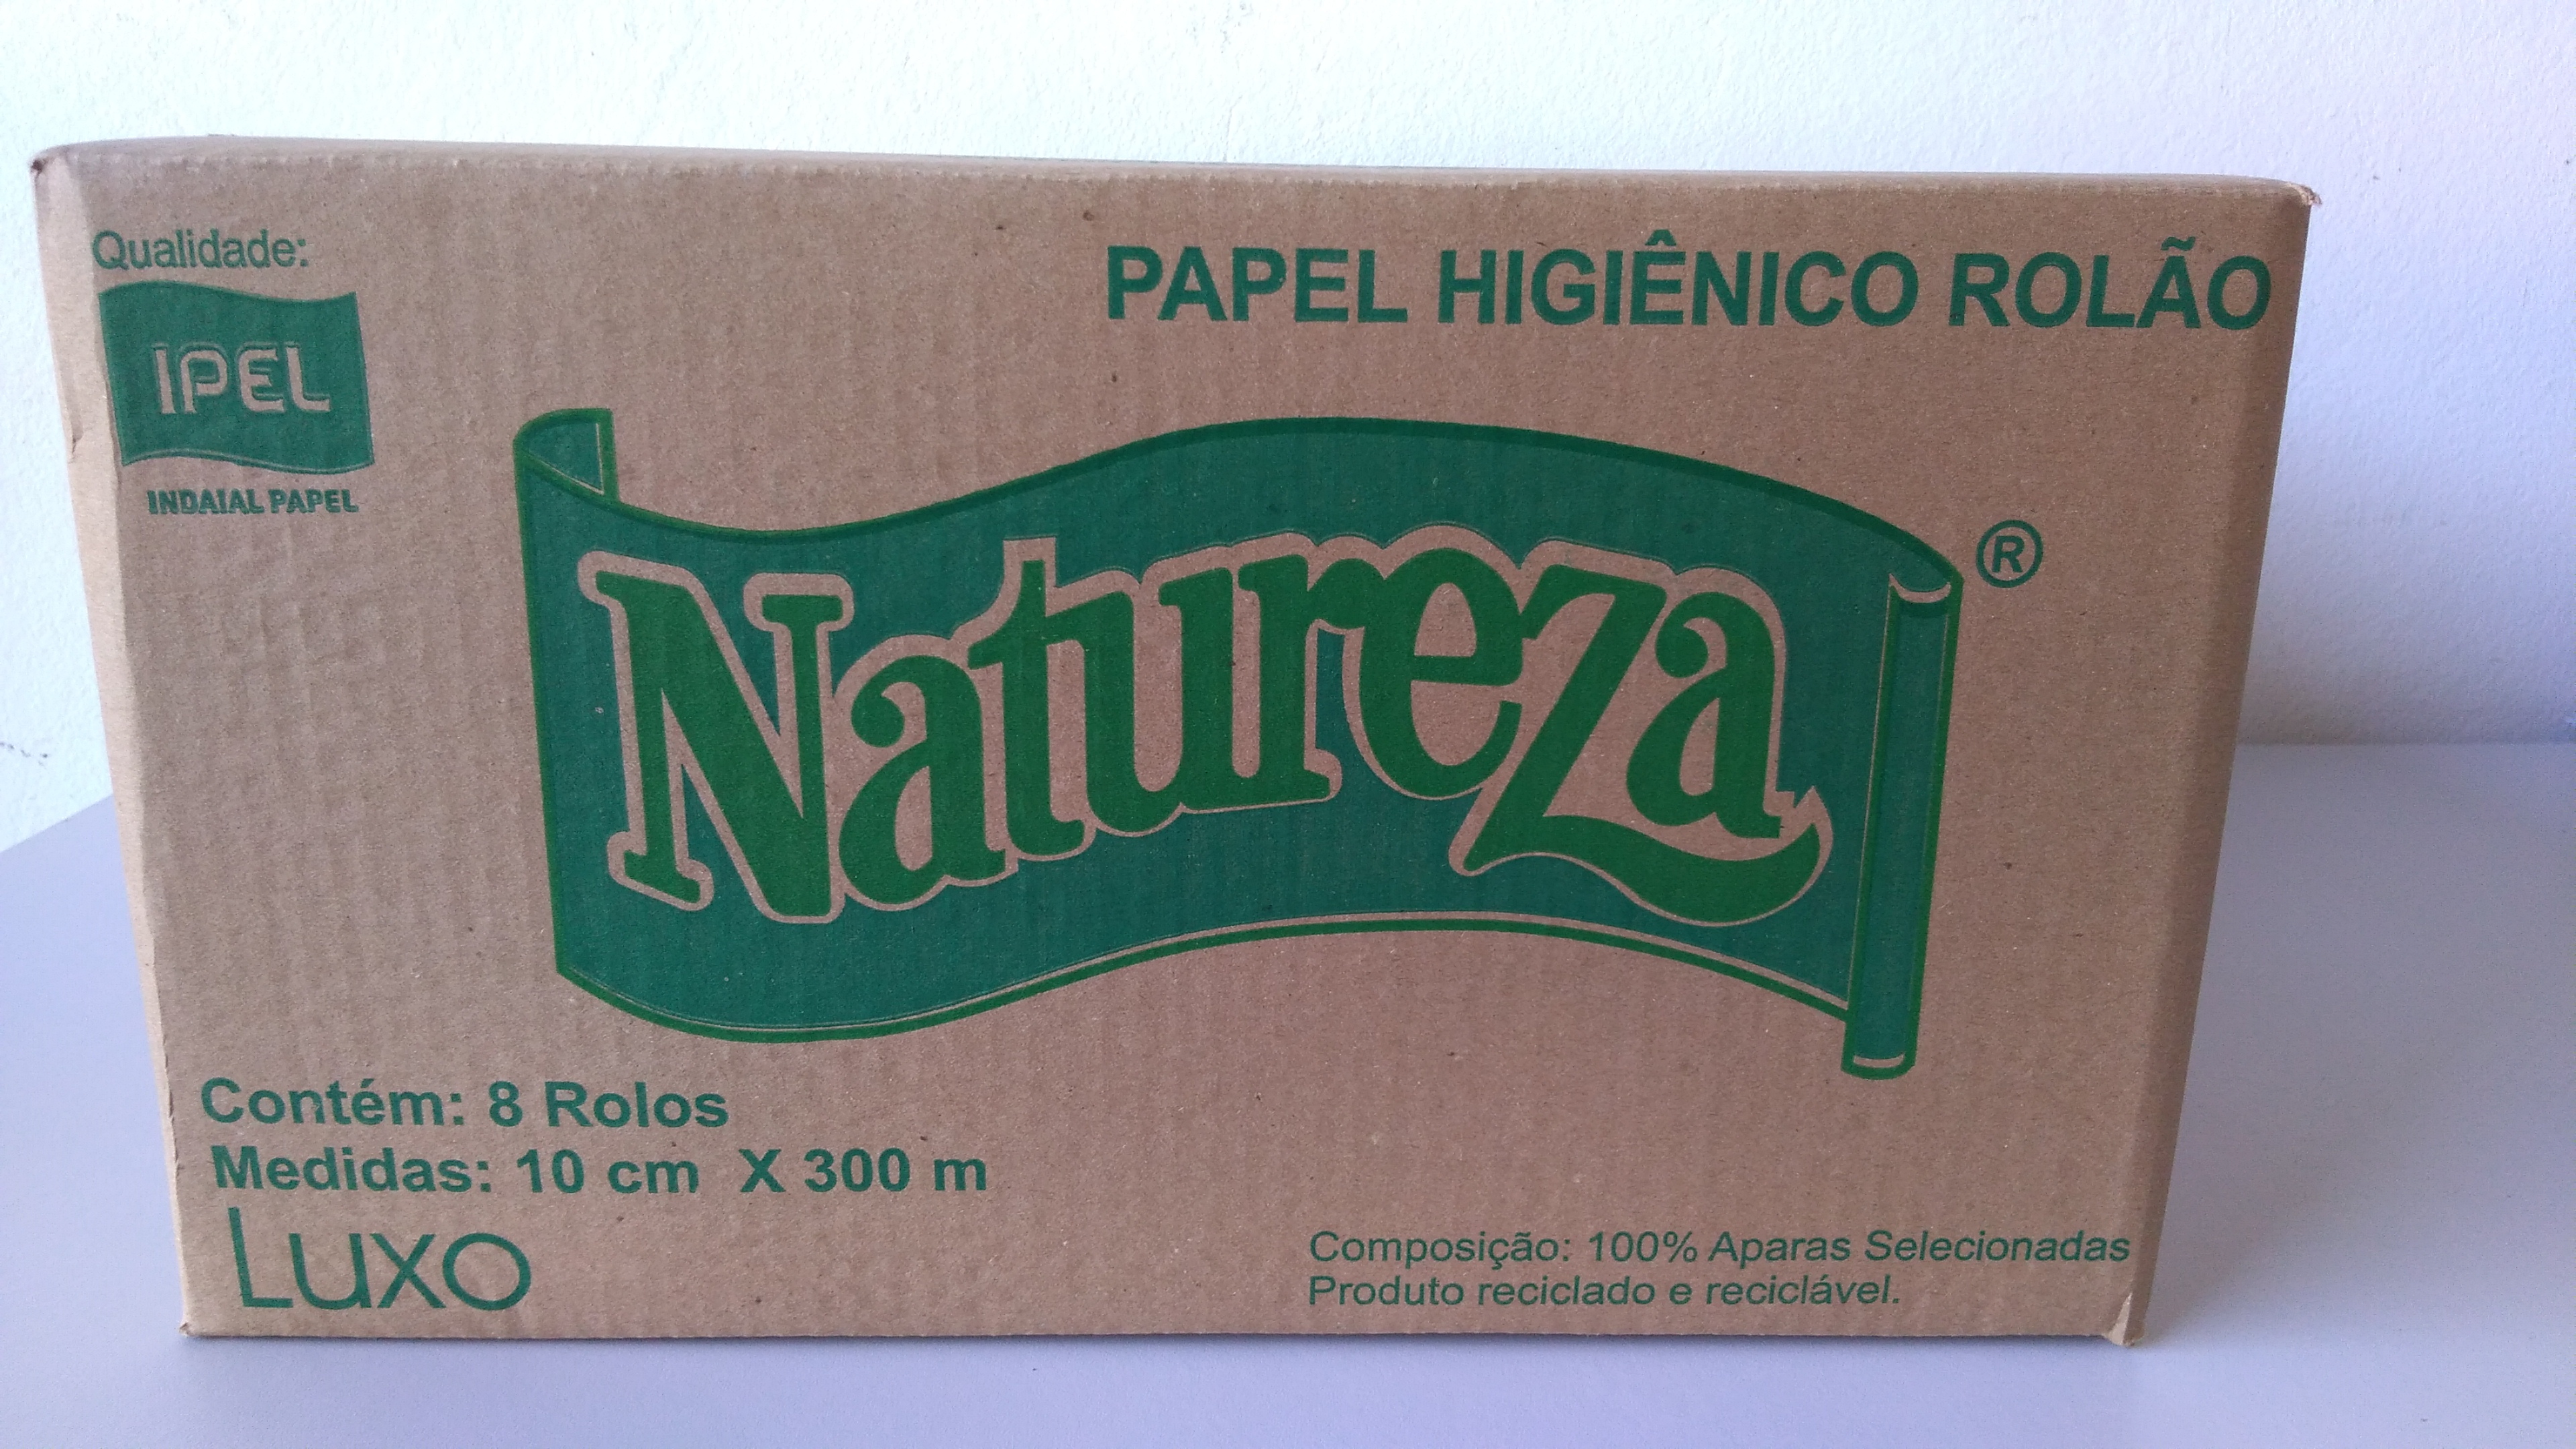 Qualidade:
IPEL
INDAIAL PAPEL
PAPEL HIGIÊNICO ROLÃO
Natureza
®
Contém: 8 Rolos
Medidas: 10 cm X 300 m
LUXO
Composição: 100% Aparas Selecionadas
Produto reciclado e reciclável.